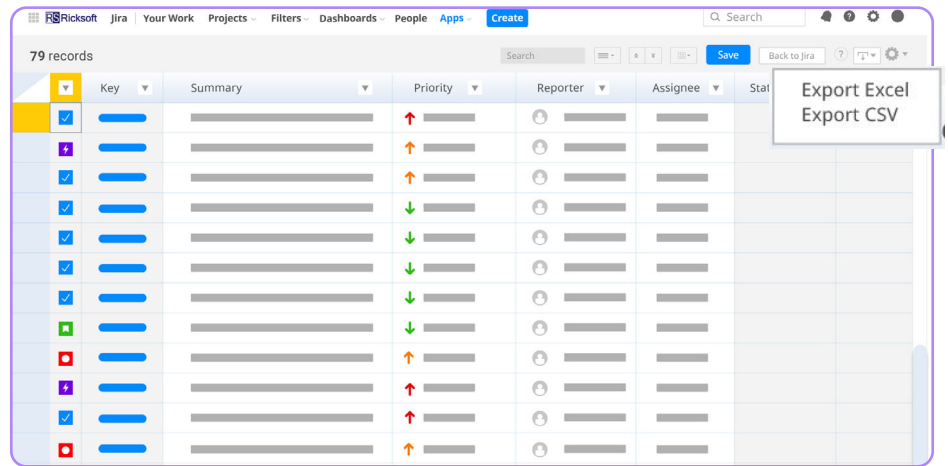 RS Ricksoft Jira Your Work Projects Filters Dashboards People Apps Create Search
79 records Search Save Back to Jira ?
Key Summary Priority Reporter Assignee Stat
Export Excel
Export CSV